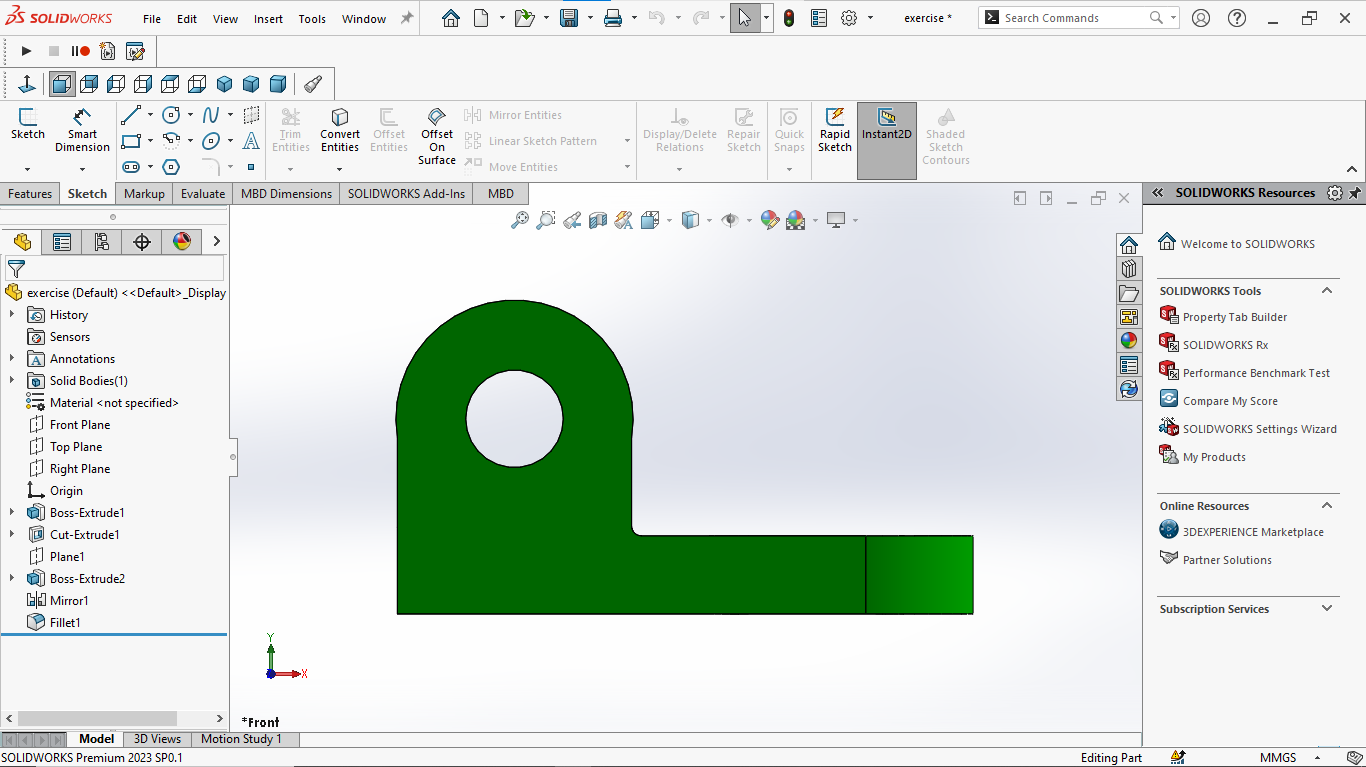 SOLIDWORKS File Edit View Insert Tools Window exercise * Search Commands
Sketch Smart Dimension Trim Entities Convert Entities Offset Entities Offset On Surface Mirror Entities Linear Sketch Pattern Move Entities Display/Delete Relations Repair Sketch Quick Snaps Rapid Sketch Instant2D Shaded Sketch Contours
Features Sketch Markup Evaluate MBD Dimensions SOLIDWORKS Add-Ins MBD
exercise (Default) <<Default>_Display
History
Sensors
Annotations
Solid Bodies(1)
Material <not specified>
Front Plane
Top Plane
Right Plane
Origin
Boss-Extrude1
Cut-Extrude1
Plane1
Boss-Extrude2
Mirror1
Fillet1
Y
X
*Front
SOLIDWORKS Resources
Welcome to SOLIDWORKS
SOLIDWORKS Tools
Property Tab Builder
SOLIDWORKS Rx
Performance Benchmark Test
Compare My Score
SOLIDWORKS Settings Wizard
My Products
Online Resources
3DEXPERIENCE Marketplace
Partner Solutions
Subscription Services
Model 3D Views Motion Study 1
SOLIDWORKS Premium 2023 SP0.1 Editing Part MMGS